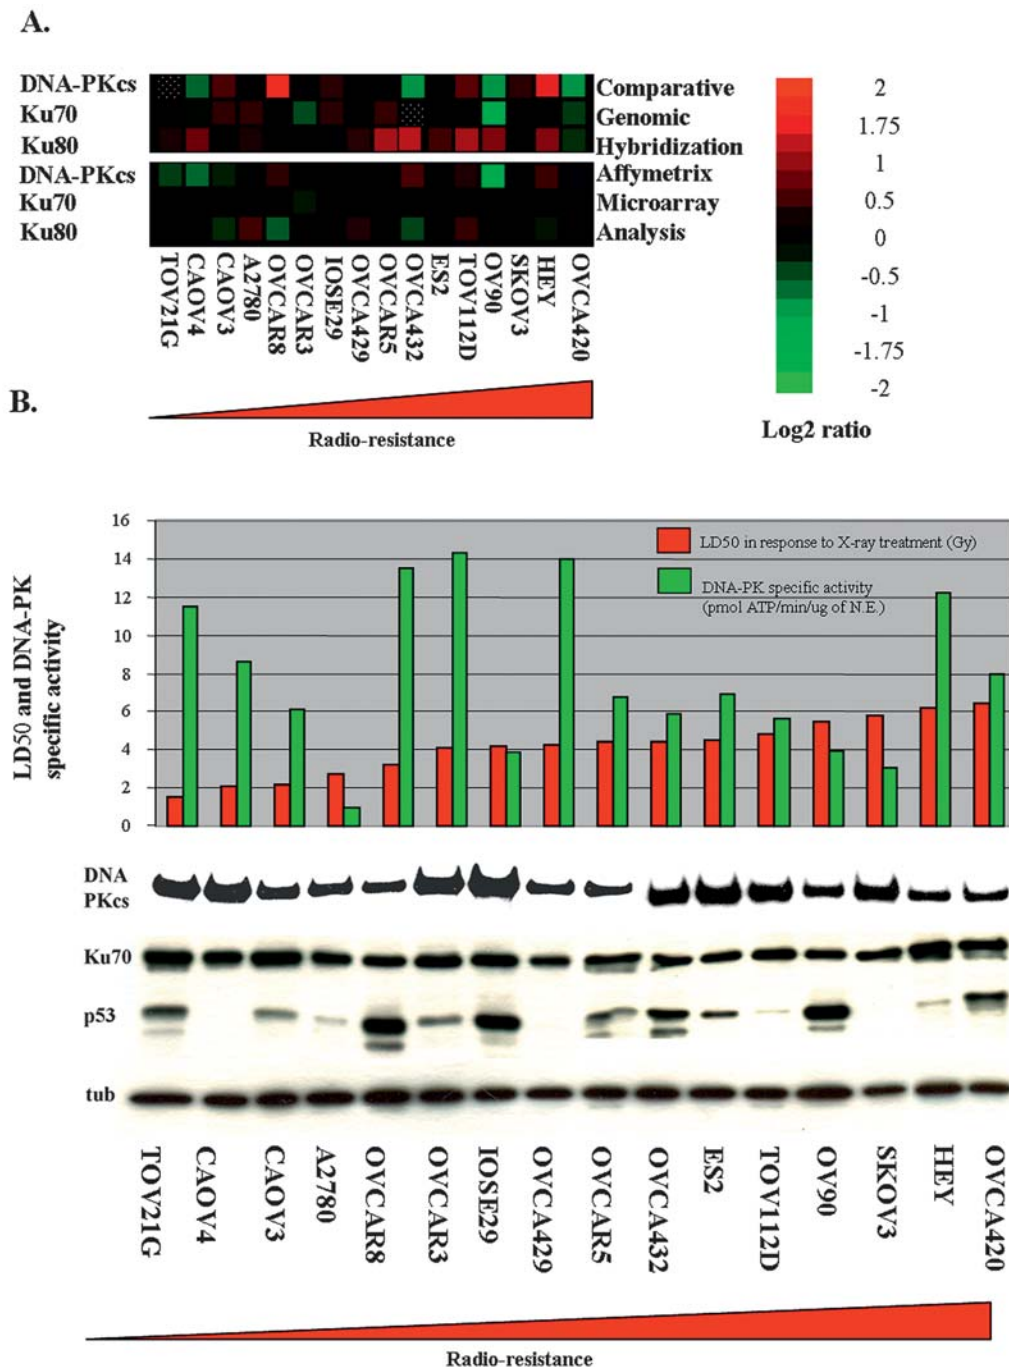 A.
DNA-PKcs
Ku70
Ku80
DNA-PKcs
Ku70
Ku80
Comparative
Genomic
Hybridization
Affymetrix
Microarray
Analysis
TOV21G
CAOV4
CAOV3
A2780
OVCAR8
OVCAR3
IOSE29
OVCA429
OVCAR5
OVCA432
ES2
TOV112D
OV90
SKOV3
HEY
OVCA420
Radio-resistance
2
1.75
1
0.5
0
-0.5
-1
-1.75
-2
Log2 ratio
B.
LD50 and DNA-PK
specific activity
16
14
12
10
8
6
4
2
0
LD50 in response to X-ray treatment (Gy)
DNA-PK specific activity
(pmol ATP/min/ug of N.E.)
DNA
PKcs
Ku70
p53
tub
TOV21G
CAOV4
CAOV3
A2780
OVCAR8
OVCAR3
IOSE29
OVCA429
OVCAR5
OVCA432
ES2
TOV112D
OV90
SKOV3
HEY
OVCA420
Radio-resistance